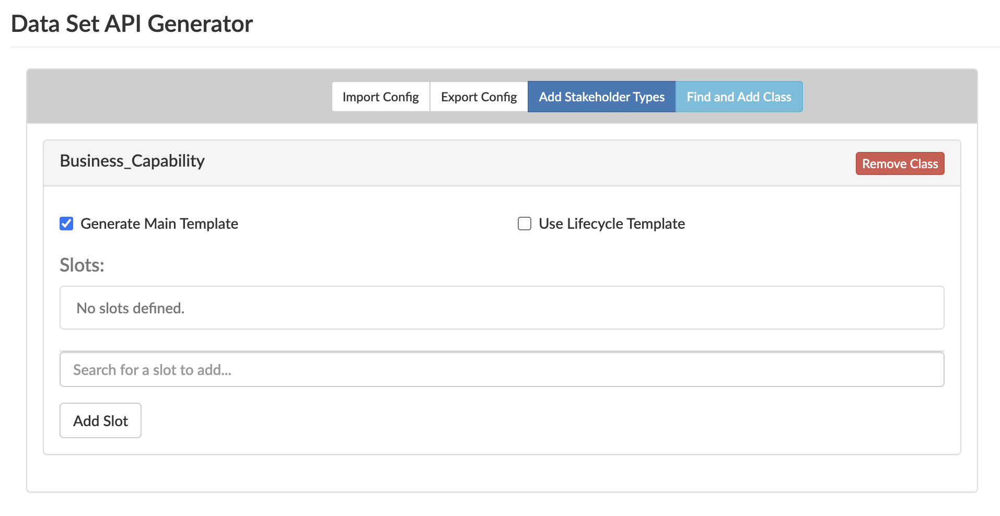 Data Set API Generator
Import Config
Export Config
Add Stakeholder Types
Find and Add Class
Business_Capability
Remove Class
Generate Main Template
Use Lifecycle Template
Slots:
No slots defined.
Search for a slot to add...
Add Slot